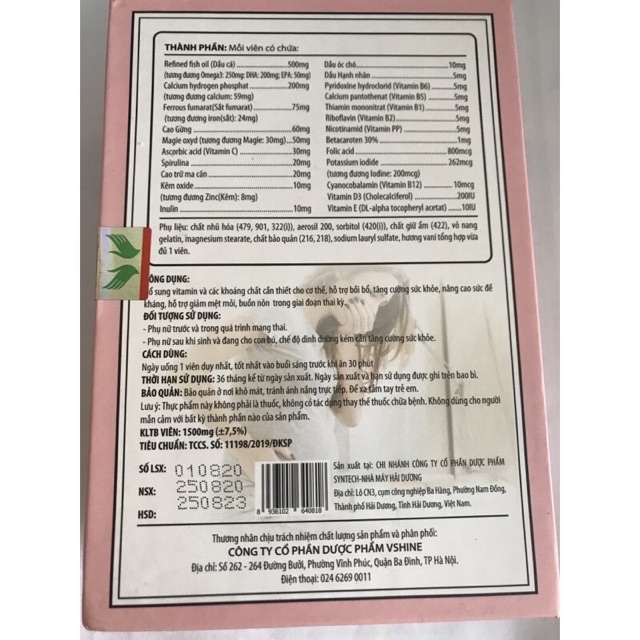 THÀNH PHẦN: Mỗi viên có chứa:
Refined fish oil (Dầu cá) 500mg
(tương đương Omega3: 250mg; DHA: 200mg; EPA: 50mg)
Calcium hydrogen phosphat 200mg
(tương đương calcium: 59mg)
Ferrous fumarat(Sắt fumarat) 75mg
(tương đương iron(sắt): 24mg)
Cao Gừng 60mg
Magie oxyd (tương đương Magie: 30mg) 50mg
Ascorbic acid (Vitamin C) 30mg
Spirulina 20mg
Cao trữ ma căn 20mg
Kẽm oxide 10mg
(tương đương Zinc(Kẽm): 8mg)
Inulin 10mg
Dầu óc chó 10mg
Dầu Hạnh nhân 5mg
Pyridoxine hydroclorid (Vitamin B6) 5mg
Calcium pantothenat (Vitamin B5) 5mg
Thiamin mononitrat (Vitamin B1) 5mg
Riboflavin (Vitamin B2) 5mg
Nicotinamid (Vitamin PP) 5mg
Betacaroten 30% 1mg
Folic acid 800mcg
Potassium iodide 262mcg
(tương đương Iodine: 200mcg)
Cyanocobalamin (Vitamin B12) 10mcg
Vitamin D3 (Cholecalciferol) 200IU
Vitamin E (DL-alpha tocopheryl acetat) 10IU
Phụ liệu: chất nhũ hóa (479, 901, 322(i)), aerosil 200, sorbitol (420(i)), chất giữ ẩm (422), vỏ nang
gelatin, magnesium stearate, chất bảo quản (216, 218), sodium lauryl sulfate, hương vani tổng hợp vừa
đủ 1 viên.
CÔNG DỤNG:
Bổ sung vitamin và các khoáng chất cần thiết cho cơ thể, hỗ trợ bồi bổ, tăng cường sức khỏe, nâng cao sức đề
kháng, hỗ trợ giảm mệt mỏi, buồn nôn trong giai đoạn thai kỳ.
ĐỐI TƯỢNG SỬ DỤNG:
- Phụ nữ trước và trong quá trình mang thai.
- Phụ nữ sau khi sinh và đang cho con bú, chế độ dinh dưỡng kém cần tăng cường sức khỏe.
CÁCH DÙNG:
Ngày uống 1 viên duy nhất, tốt nhất vào buổi sáng trước khi ăn 30 phút
THỜI HẠN SỬ DỤNG: 36 tháng kể từ ngày sản xuất. Ngày sản xuất và hạn sử dụng được ghi trên bao bì.
BẢO QUẢN: Bảo quản ở nơi khô mát, tránh ánh nắng trực tiếp. Để xa tầm tay trẻ em.
Lưu ý: Thực phẩm này không phải là thuốc, không có tác dụng thay thế thuốc chữa bệnh. Không dùng cho người
mẫn cảm với bất kỳ thành phần nào của sản phẩm.
KLTB VIÊN: 1500mg (±7,5%)
TIÊU CHUẨN: TCCS. SỐ: 11198/2019/ĐKSP
SỐ LSX: 010820
NSX: 250820
HSD: 250823
8 936102 640818
Sản xuất tại: CHI NHÁNH CÔNG TY CỔ PHẦN DƯỢC PHẨM
SYNTECH-NHÀ MÁY HẢI DƯƠNG
Địa chỉ: Lô CN3, cụm công nghiệp Ba Hàng, Phường Nam Đồng,
Thành phố Hải Dương, Tỉnh Hải Dương, Việt Nam.
Thương nhân chịu trách nhiệm chất lượng sản phẩm và phân phối:
CÔNG TY CỔ PHẦN DƯỢC PHẨM VSHINE
Địa chỉ: Số 262 - 264 Đường Bưởi, Phường Vĩnh Phúc, Quận Ba Đình, TP Hà Nội.
Điện thoại: 024 6269 0011